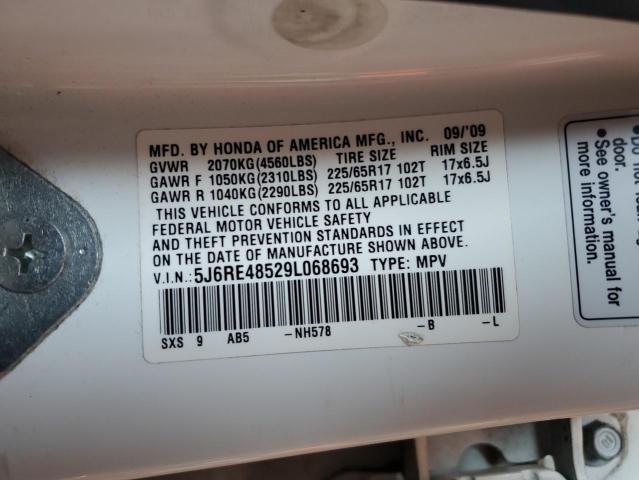 MFD. BY HONDA OF AMERICA MFG., INC. 09/'09
GVWR 2070KG(4560LBS) TIRE SIZE RIM SIZE
GAWR F 1050KG(2310LBS) 225/65R17 102T 17x6.5J
GAWR R 1040KG(2290LBS) 225/65R17 102T 17x6.5J
THIS VEHICLE CONFORMS TO ALL APPLICABLE
FEDERAL MOTOR VEHICLE SAFETY
AND THEFT PREVENTION STANDARDS IN EFFECT
ON THE DATE OF MANUFACTURE SHOWN ABOVE.
V.I.N.: 5J6RE48529L068693 TYPE: MPV
SXS 9 AB5 -NH578 -B -L
door.
• See owner's
manual for
more
information.